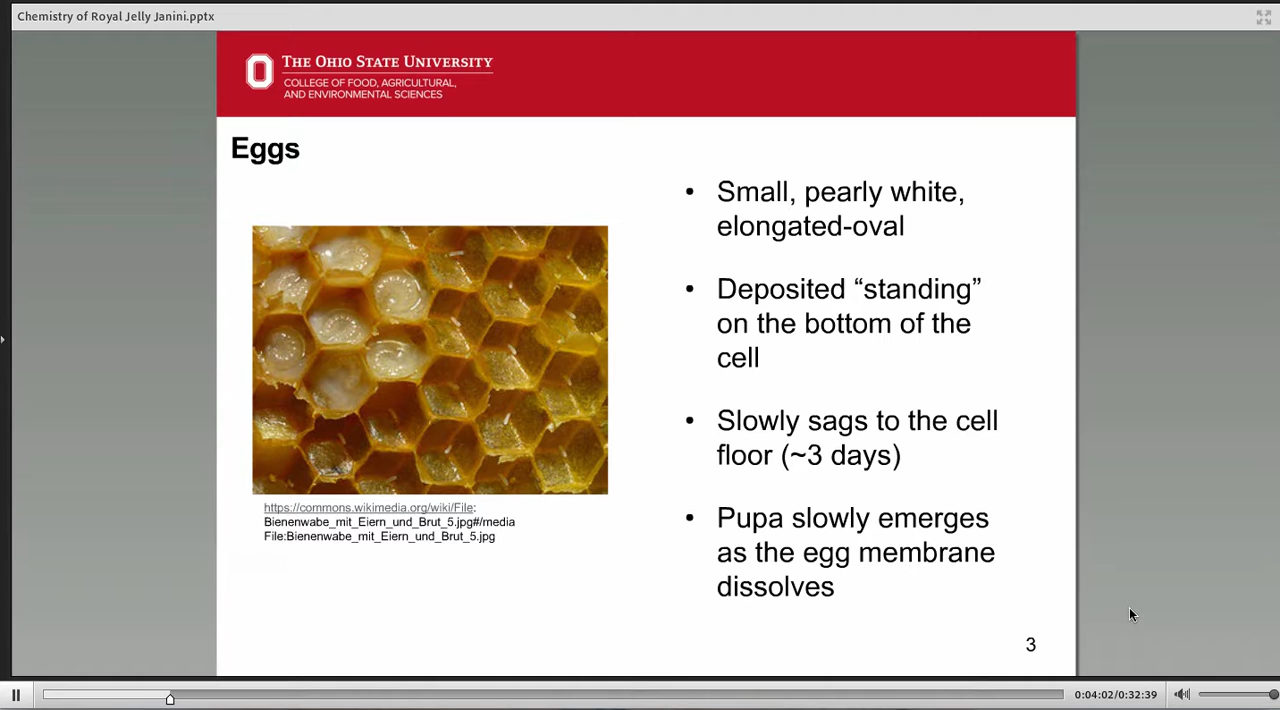 Chemistry of Royal Jelly Janini.pptx
THE OHIO STATE UNIVERSITY
COLLEGE OF FOOD, AGRICULTURAL,
AND ENVIRONMENTAL SCIENCES
Eggs
https://commons.wikimedia.org/wiki/File:
Bienenwabe_mit_Eiern_und_Brut_5.jpg#/media
File:Bienenwabe_mit_Eiern_und_Brut_5.jpg
• Small, pearly white,
elongated-oval
• Deposited “standing”
on the bottom of the
cell
• Slowly sags to the cell
floor (~3 days)
• Pupa slowly emerges
as the egg membrane
dissolves
3
0:04:02/0:32:39